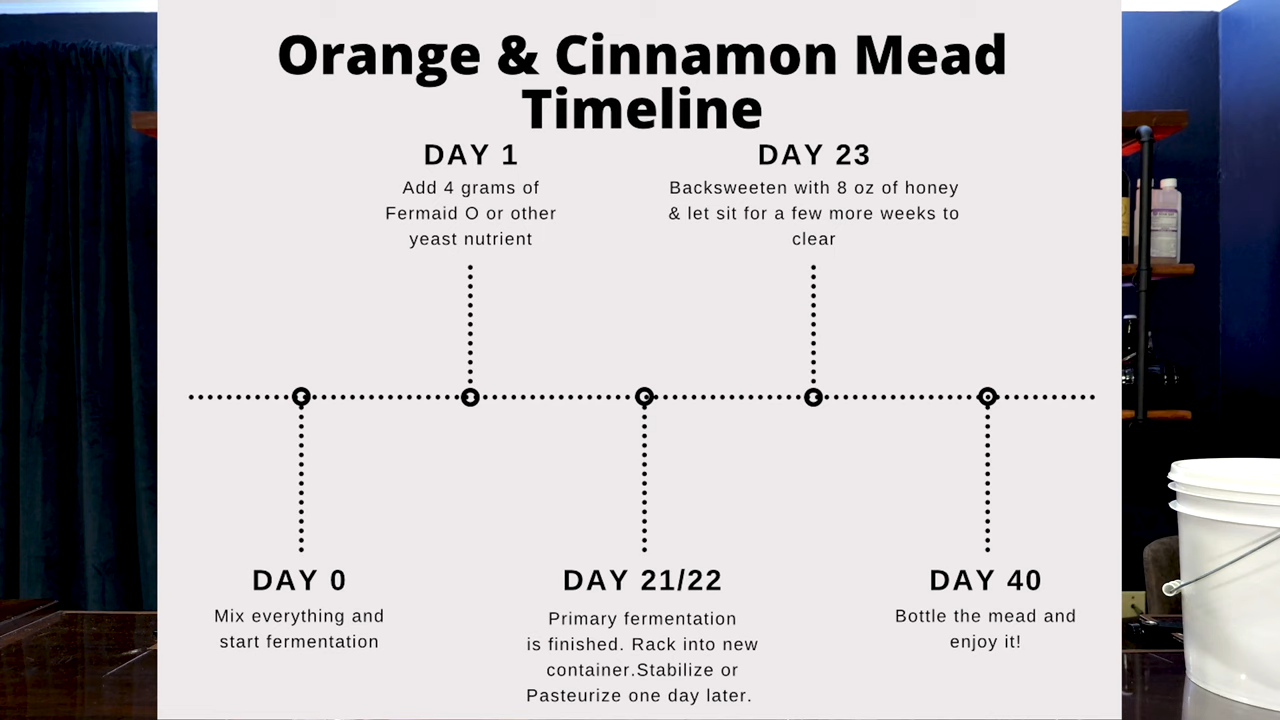 Orange & Cinnamon Mead
Timeline
DAY 1
Add 4 grams of
Fermaid O or other
yeast nutrient
DAY 23
Backsweeten with 8 oz of honey
& let sit for a few more weeks to
clear
DAY 0
Mix everything and
start fermentation
DAY 21/22
Primary fermentation
is finished. Rack into new
container.Stabilize or
Pasteurize one day later.
DAY 40
Bottle the mead and
enjoy it!